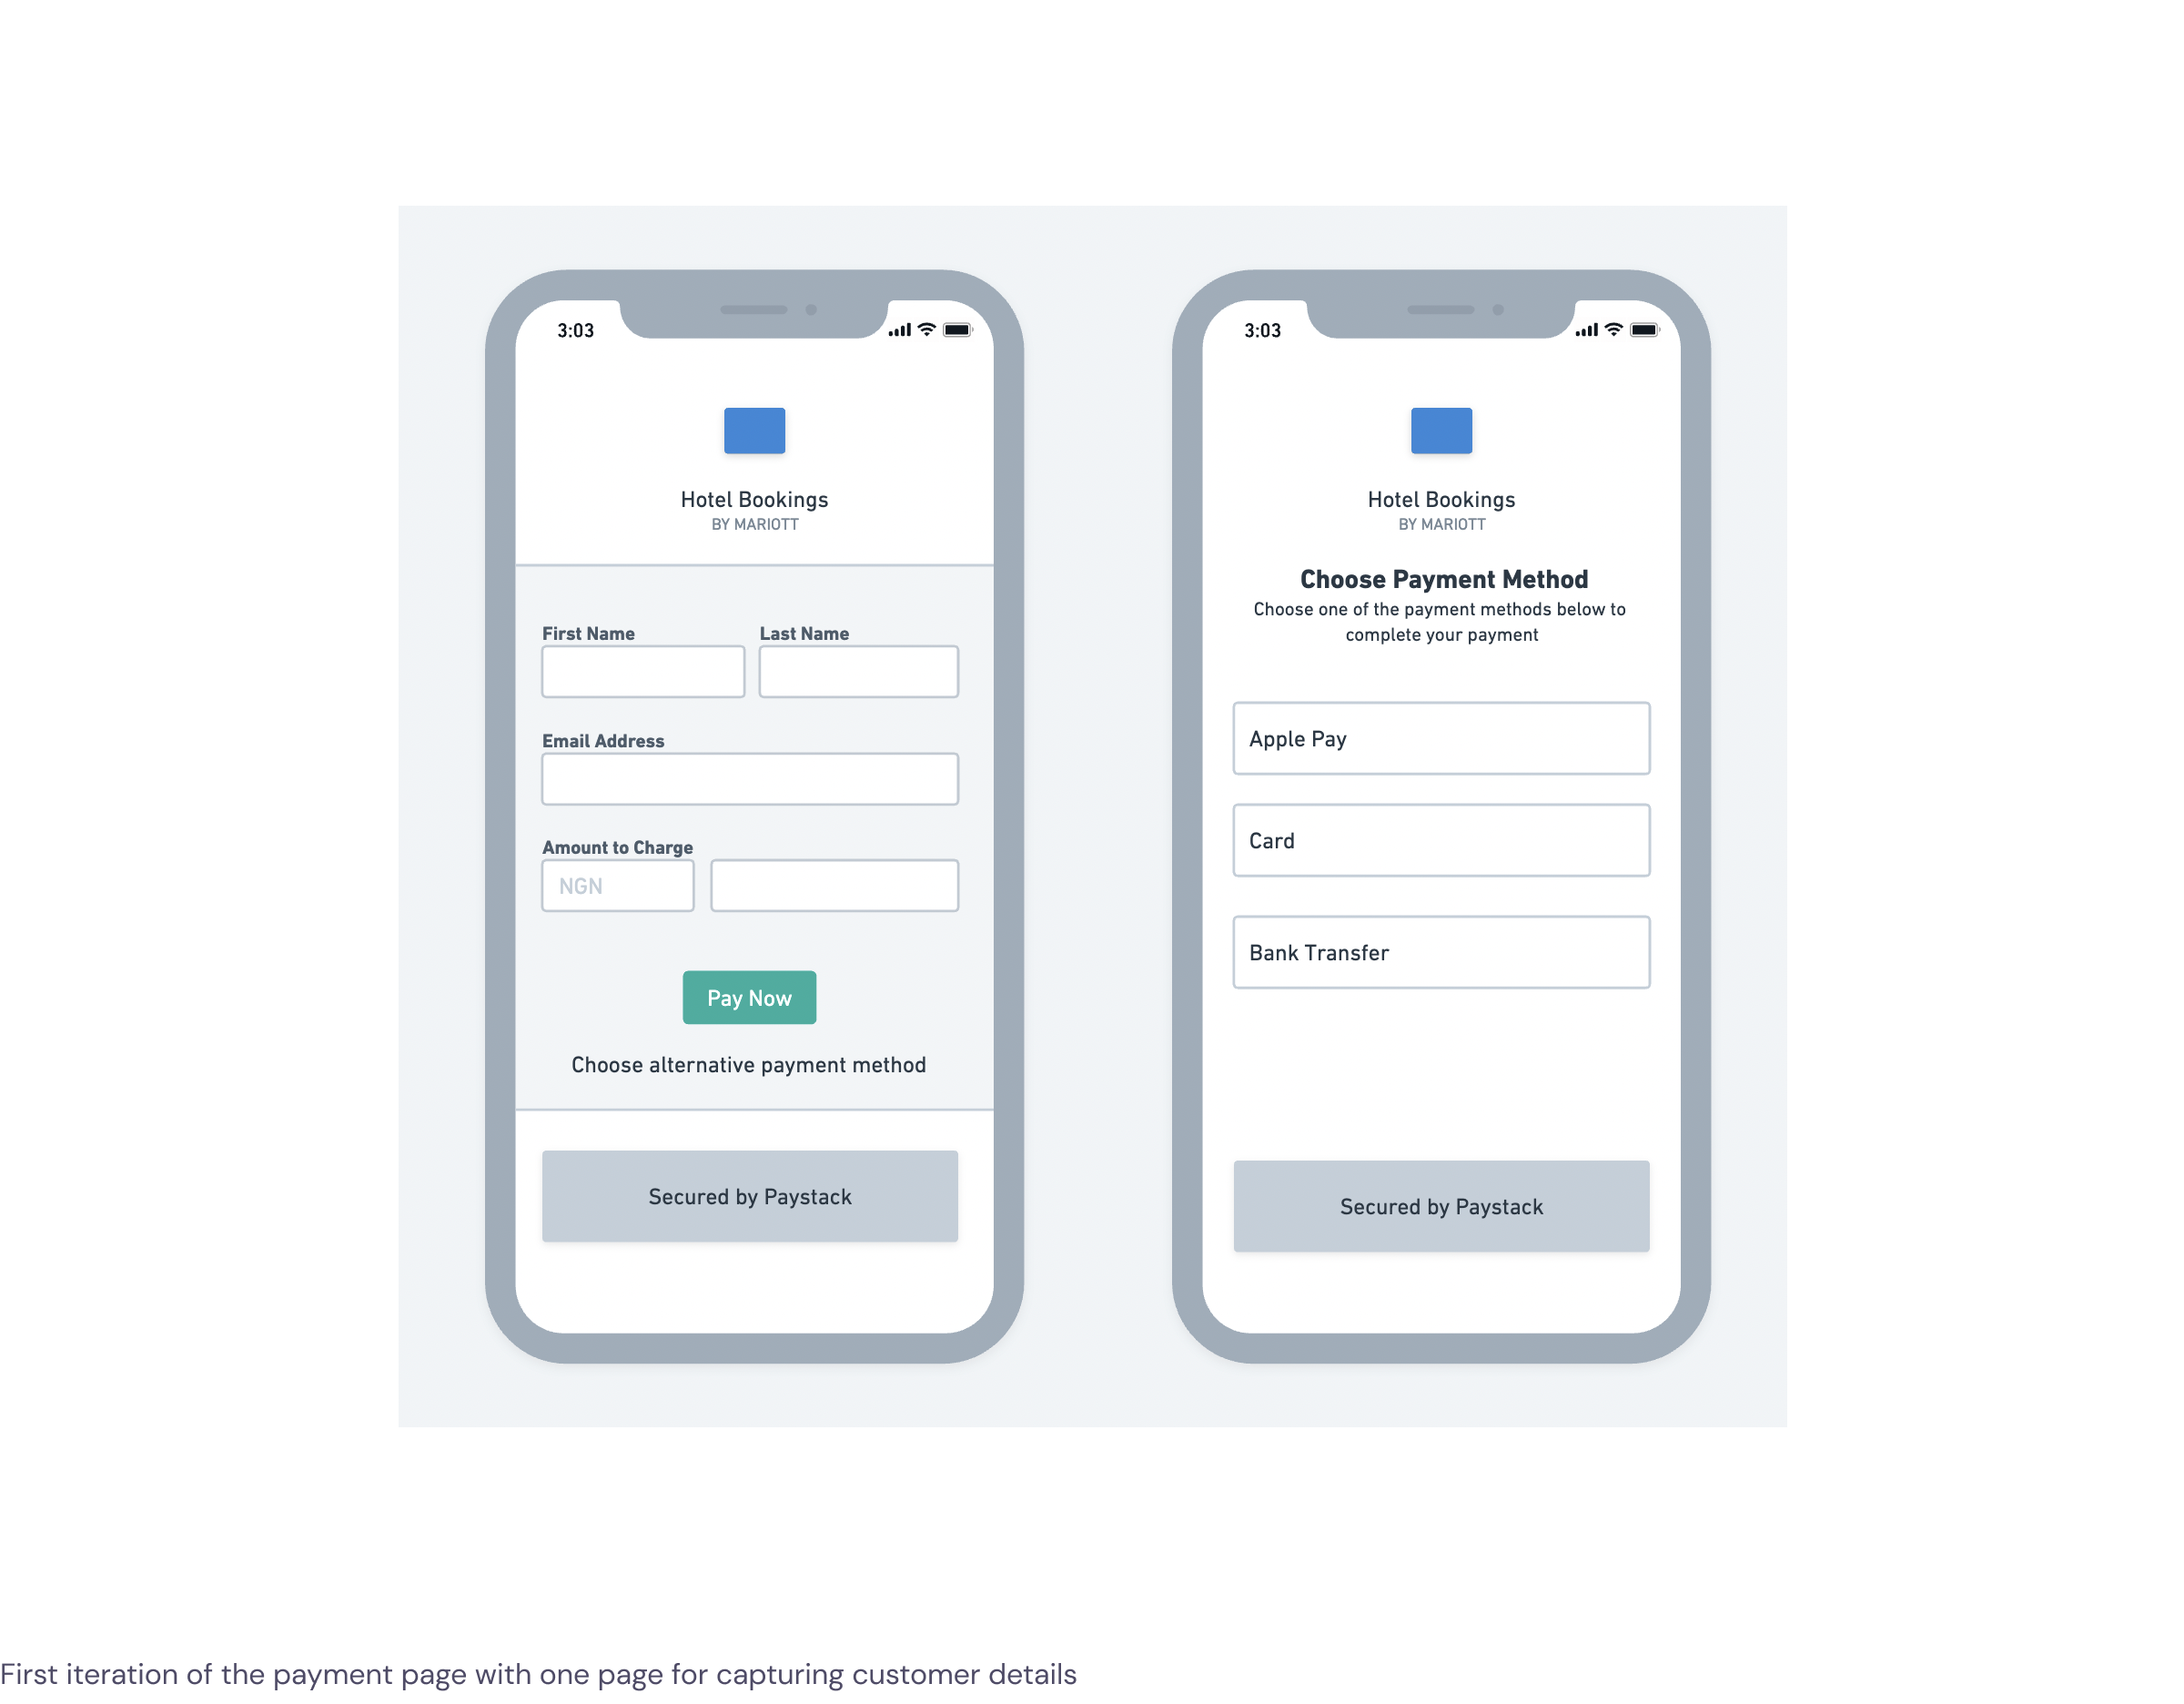 3:03
Hotel Bookings
BY MARIOTT
First Name
Last Name
Email Address
Amount to Charge
NGN
Pay Now
Choose alternative payment method
Secured by Paystack
3:03
Hotel Bookings
BY MARIOTT
Choose Payment Method
Choose one of the payment methods below to
complete your payment
Apple Pay
Card
Bank Transfer
Secured by Paystack
First iteration of the payment page with one page for capturing customer details